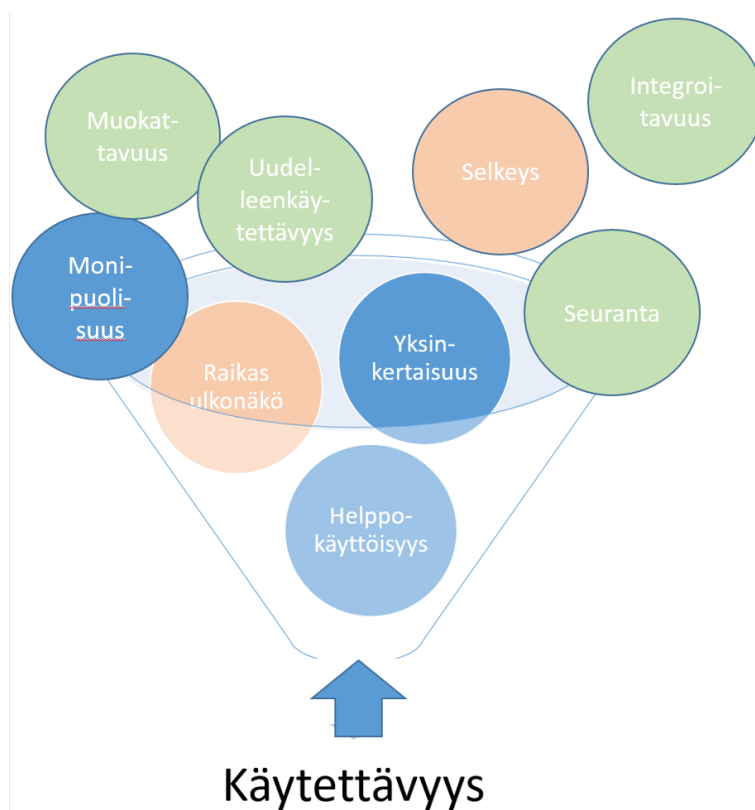 Muokat-
tavuus
Uudel-
leenkäy-
tettävyys
Selkeys
Integroi-
tavuus
Moni-
puoli-
suus
Raikas
ulkonäkö
Yksin-
kertaisuus
Seuranta
Helppo-
käyttöisyys
Käytettävyys